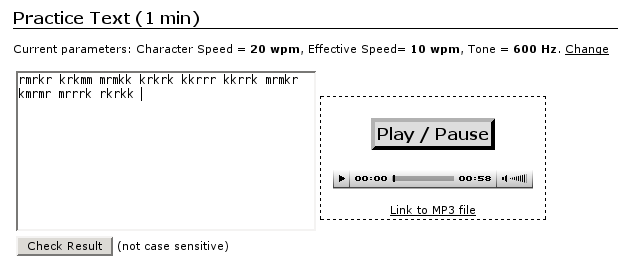 Practice Text (1 min)
Current parameters: Character Speed = 20 wpm, Effective Speed= 10 wpm, Tone = 600 Hz. Change
rmrkr krkmm mrmkk krkrk kkrrr kkrrk mrmkr
kmrmr mrrrk rkrkk
Play / Pause
00:00 00:58
Link to MP3 file
Check Result (not case sensitive)